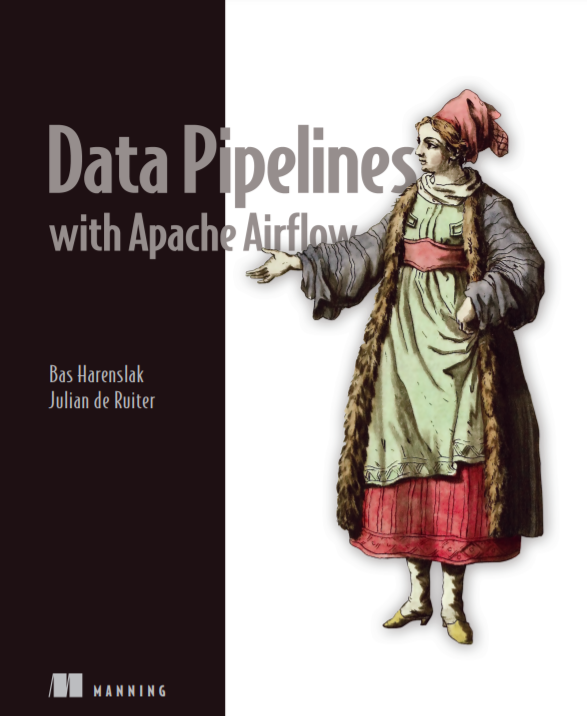 Data Pipelines
with Apache Airflow
Bas Harenslak
Julian de Ruiter
MANNING